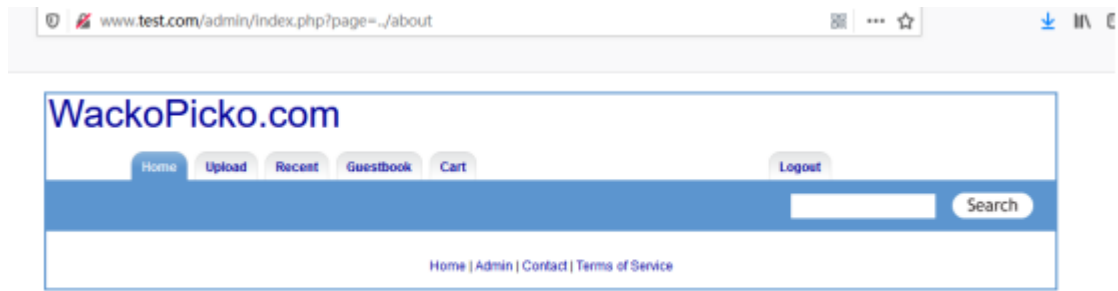 www.test.com/admin/index.php?page=../about
WackoPicko.com
Home Upload Recent Guestbook Cart Logout
Search
Home | Admin | Contact | Terms of Service